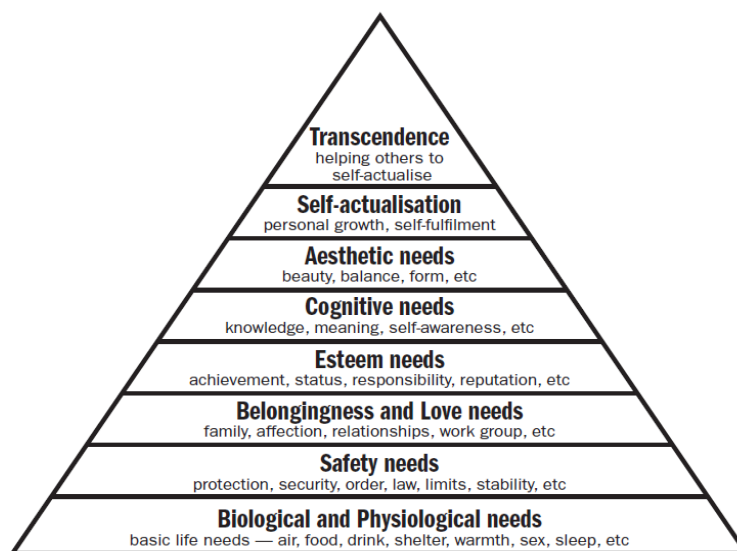 Transcendence
helping others to
self-actualise
Self-actualisation
personal growth, self-fulfilment
Aesthetic needs
beauty, balance, form, etc
Cognitive needs
knowledge, meaning, self-awareness, etc
Esteem needs
achievement, status, responsibility, reputation, etc
Belongingness and Love needs
family, affection, relationships, work group, etc
Safety needs
protection, security, order, law, limits, stability, etc
Biological and Physiological needs
basic life needs — air, food, drink, shelter, warmth, sex, sleep, etc